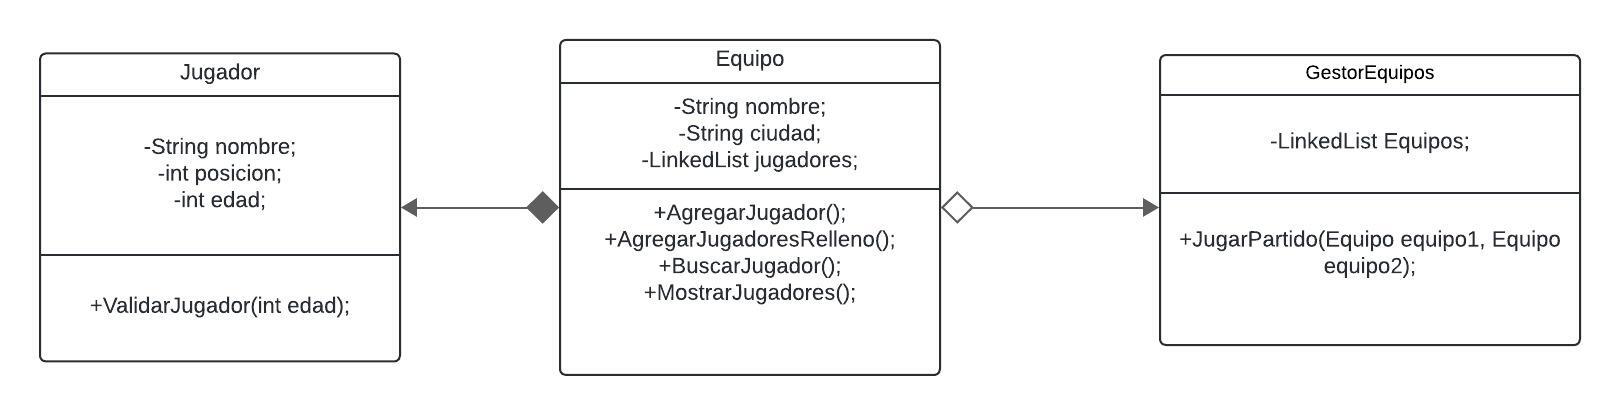 Jugador
-String nombre;
-int posicion;
-int edad;
+ValidarJugador(int edad);
Equipo
-String nombre;
-String ciudad;
-LinkedList jugadores;
+AgregarJugador();
+AgregarJugadoresRelleno();
+BuscarJugador();
+MostrarJugadores();
GestorEquipos
-LinkedList Equipos;
+JugarPartido(Equipo equipo1, Equipo
equipo2);